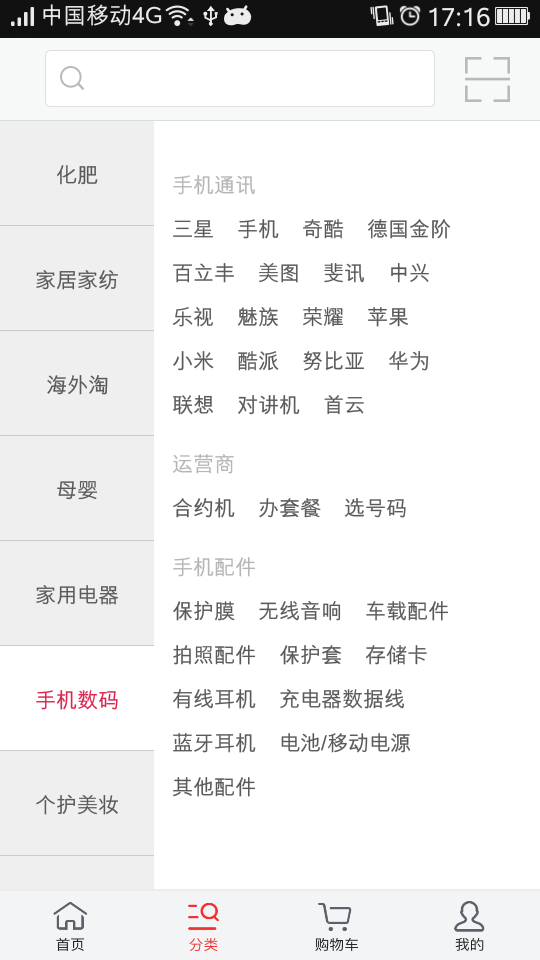 中国移动4G 17:16
化肥
家居家纺
海外淘
母婴
家用电器
手机数码
个护美妆
手机通讯
三星 手机 奇酷 德国金阶
百立丰 美图 斐讯 中兴
乐视 魅族 荣耀 苹果
小米 酷派 努比亚 华为
联想 对讲机 首云
运营商
合约机 办套餐 选号码
手机配件
保护膜 无线音响 车载配件
拍照配件 保护套 存储卡
有线耳机 充电器数据线
蓝牙耳机 电池/移动电源
其他配件
首页 分类 购物车 我的